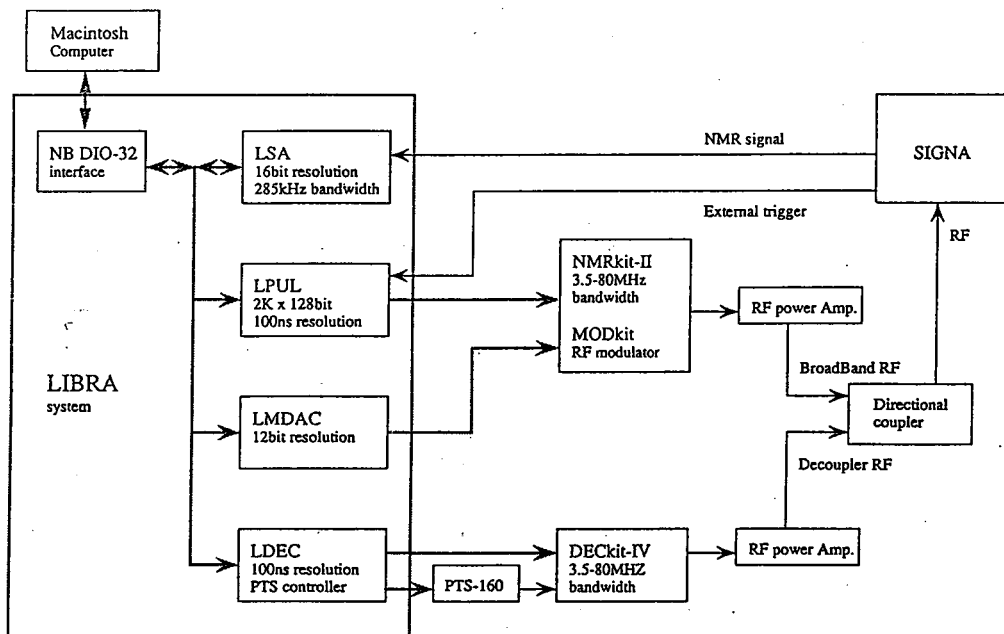 Macintosh
Computer
NB DIO-32
interface
LSA
16bit resolution
285kHz bandwidth
NMR signal
SIGNA
External trigger
RF
LPUL
2K x 128bit
100ns resolution
NMRkit-II
3.5-80MHz
bandwidth
MODkit
RF modulator
RF power Amp.
BroadBand RF
LIBRA
system
LMDAC
12bit resolution
Directional
coupler
Decoupler RF
LDEC
100ns resolution
PTS controller
PTS-160
DECkit-IV
3.5-80MHZ
bandwidth
RF power Amp.